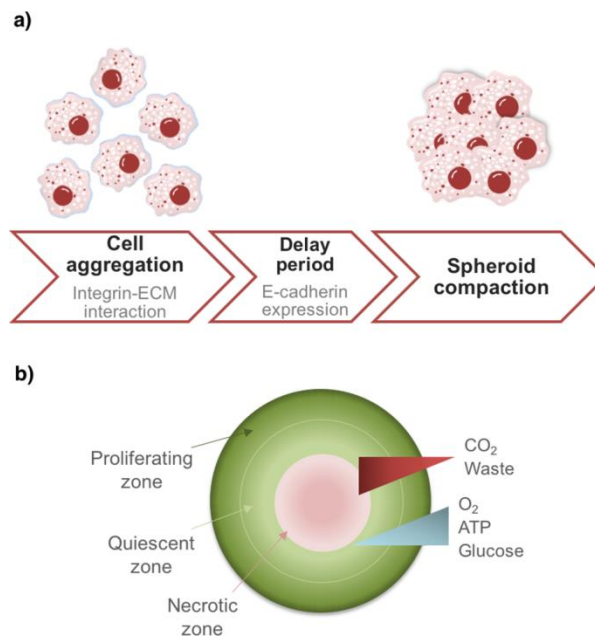 a)
Cell
aggregation
Integrin-ECM
interaction
Delay
period
E-cadherin
expression
Spheroid
compaction
b)
Proliferating
zone
Quiescent
zone
Necrotic
zone
CO₂
Waste
O₂
ATP
Glucose